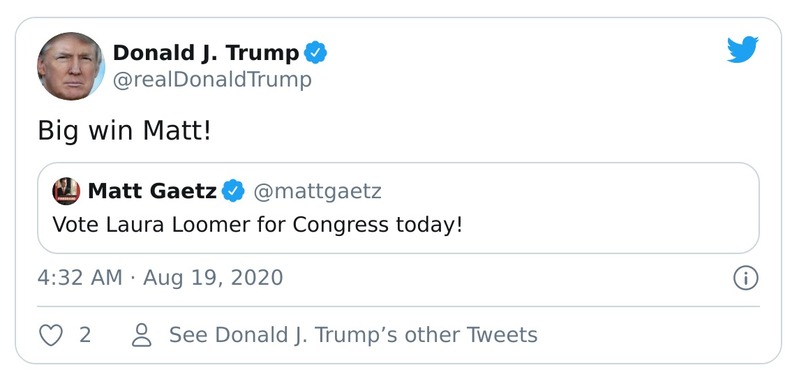 Donald J. Trump
@realDonaldTrump
Big win Matt!
Matt Gaetz @mattgaetz
Vote Laura Loomer for Congress today!
4:32 AM · Aug 19, 2020
2 See Donald J. Trump’s other Tweets